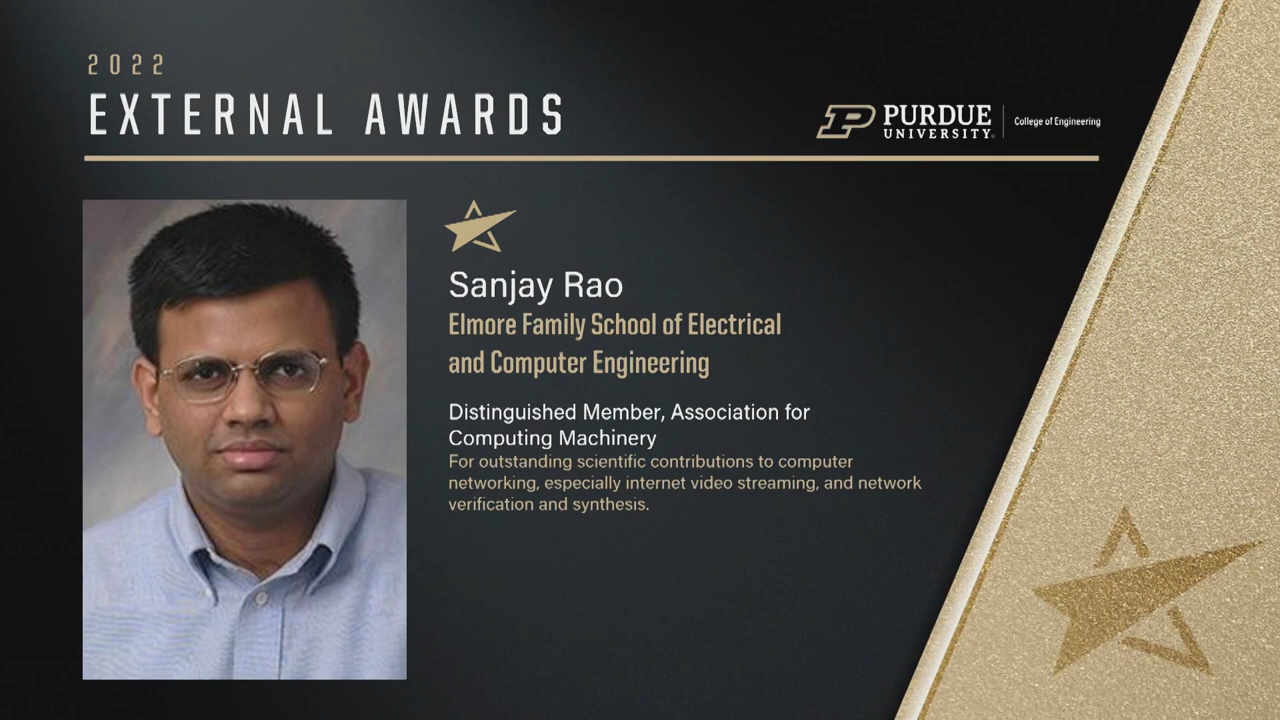 2022
EXTERNAL AWARDS
PURDUE
UNIVERSITY®
College of Engineering
Sanjay Rao
Elmore Family School of Electrical
and Computer Engineering
Distinguished Member, Association for
Computing Machinery
For outstanding scientific contributions to computer
networking, especially internet video streaming, and network
verification and synthesis.